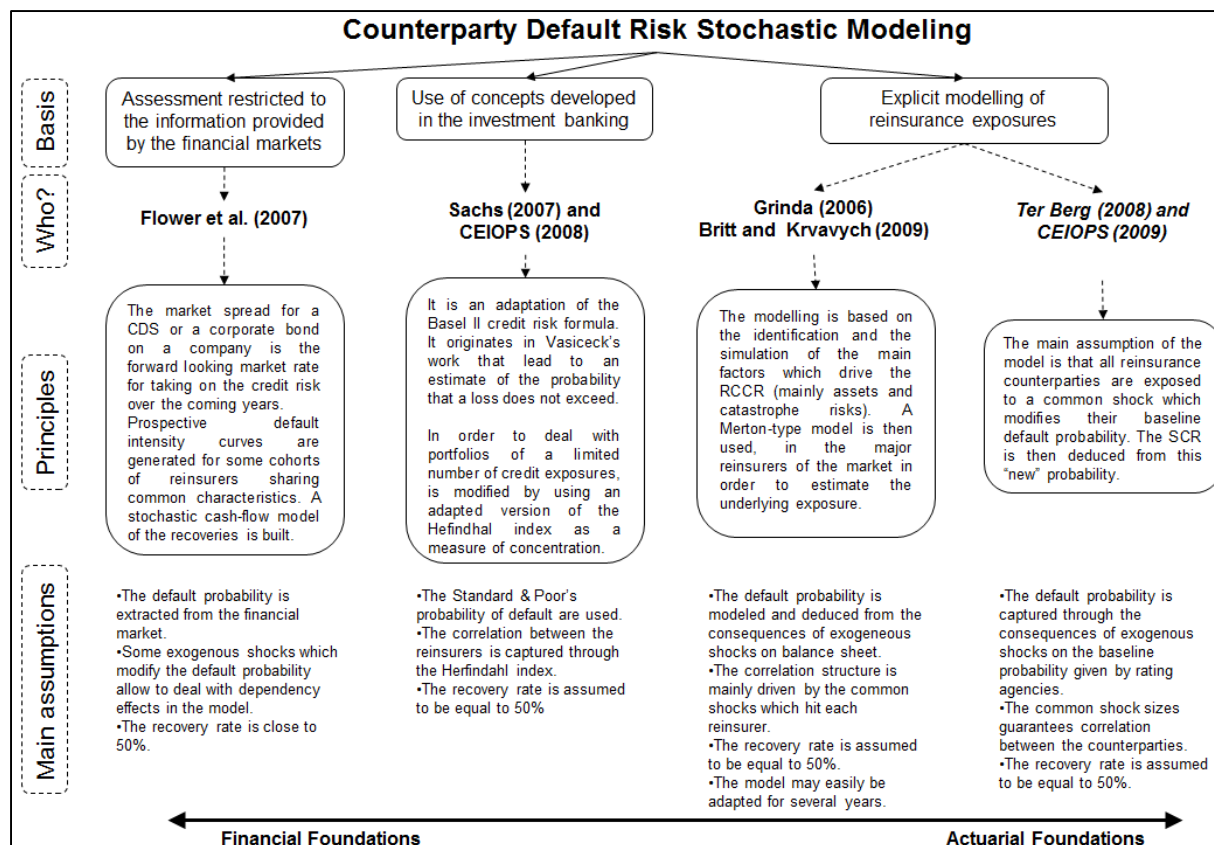 Counterparty Default Risk Stochastic Modeling
Basis
Assessment restricted to
the information provided
by the financial markets
Use of concepts developed
in the investment banking
Explicit modelling of
reinsurance exposures
Who?
Flower et al. (2007)
Sachs (2007) and
CEIOPS (2008)
Grinda (2006)
Britt and Krvavych (2009)
Ter Berg (2008) and
CEIOPS (2009)
Principles
The market spread for a
CDS or a corporate bond
on a company is the
forward looking market rate
for taking on the credit risk
over the coming years.
Prospective default
intensity curves are
generated for some cohorts
of reinsurers sharing
common characteristics. A
stochastic cash-flow model
of the recoveries is built.
It is an adaptation of the
Basel II credit risk formula.
It originates in Vasiceck's
work that lead to an
estimate of the probability
that a loss does not exceed.
In order to deal with
portfolios of a limited
number of credit exposures,
is modified by using an
adapted version of the
Hefindhal index as a
measure of concentration.
The modelling is based on
the identification and the
simulation of the main
factors which drive the
RCCR (mainly assets and
catastrophe risks). A
Merton-type model is then
used, in the major
reinsurers of the market in
order to estimate the
underlying exposure.
The main assumption of the
model is that all reinsurance
counterparties are exposed
to a common shock which
modifies their baseline
default probability. The SCR
is then deduced from this
“new” probability.
Main assumptions
•The default probability is
extracted from the financial
market.
•Some exogenous shocks which
modify the default probability
allow to deal with dependency
effects in the model.
•The recovery rate is close to
50%.
•The Standard & Poor's
probability of default are used.
•The correlation between the
reinsurers is captured through
the Herfindahl index.
•The recovery rate is assumed
to be equal to 50%
•The default probability is
modeled and deduced from the
consequences of exogeneous
shocks on balance sheet.
•The correlation structure is
mainly driven by the common
shocks which hit each
reinsurer.
•The recovery rate is assumed
to be equal to 50%.
•The model may easily be
adapted for several years.
•The default probability is
captured through the
consequences of exogenous
shocks on the baseline
probability given by rating
agencies.
•The common shock sizes
guarantees correlation
between the counterparties.
•The recovery rate is assumed
to be equal to 50%.
Financial Foundations
Actuarial Foundations